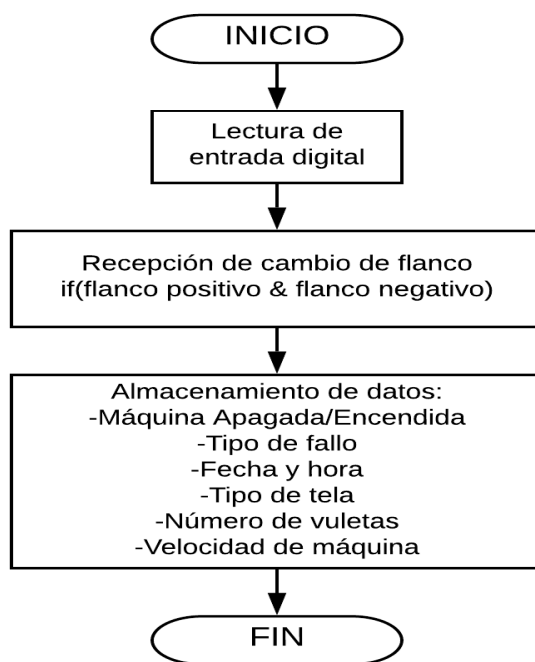 INICIO
Lectura de
entrada digital
Recepción de cambio de flanco
if(flanco positivo & flanco negativo)
Almacenamiento de datos:
-Máquina Apagada/Encendida
-Tipo de fallo
-Fecha y hora
-Tipo de tela
-Número de vuletas
-Velocidad de máquina
FIN